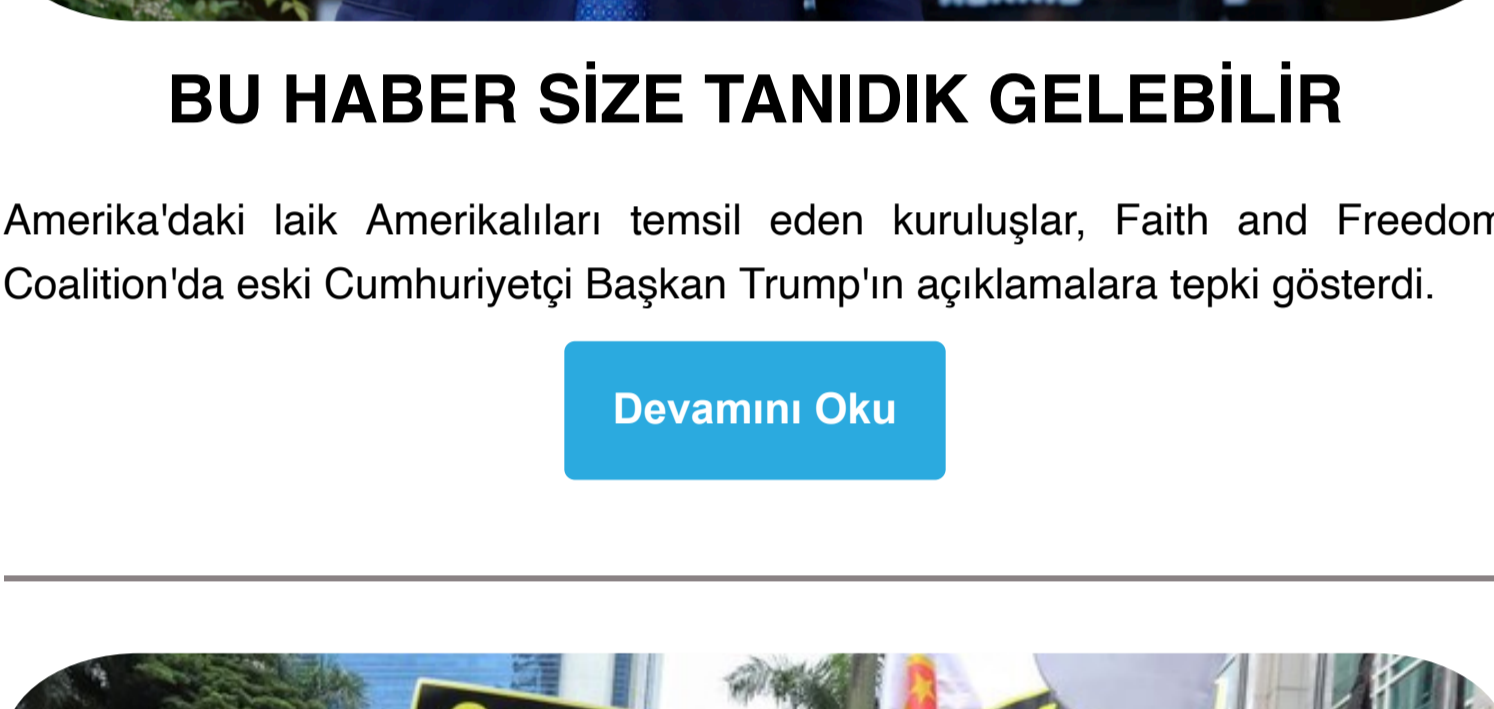 BU HABER SİZE TANIDIK GELEBİLİR
Amerika'daki laik Amerikalıları temsil eden kuruluşlar, Faith and Freedom
Coalition'da eski Cumhuriyetçi Başkan Trump'ın açıklamalara tepki gösterdi.
Devamını Oku